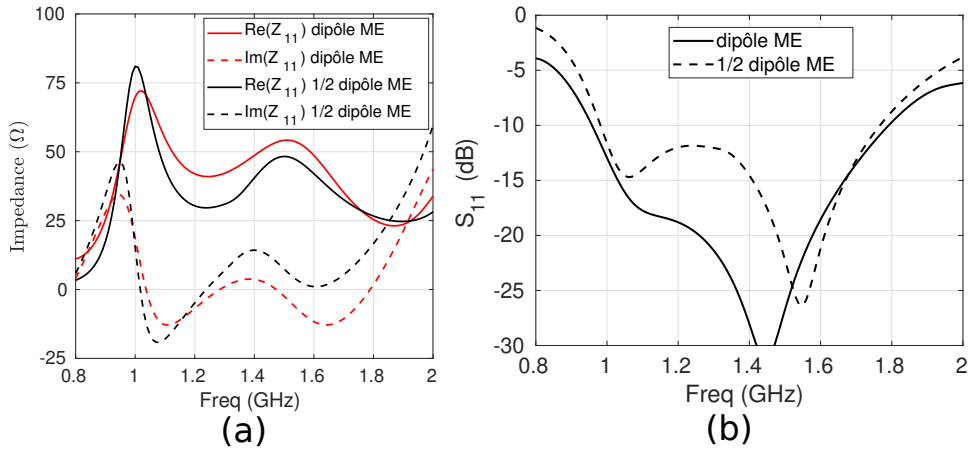 100
75
50
25
0
-25
Impedance (Ω)
Re(Z11) dipôle ME
Im(Z11) dipôle ME
Re(Z11) 1/2 dipôle ME
Im(Z11) 1/2 dipôle ME
0.8 1 1.2 1.4 1.6 1.8 2
Freq (GHz)
(a)
0
-5
-10
-15
-20
-25
-30
S11 (dB)
dipôle ME
1/2 dipôle ME
0.8 1 1.2 1.4 1.6 1.8 2
Freq (GHz)
(b)